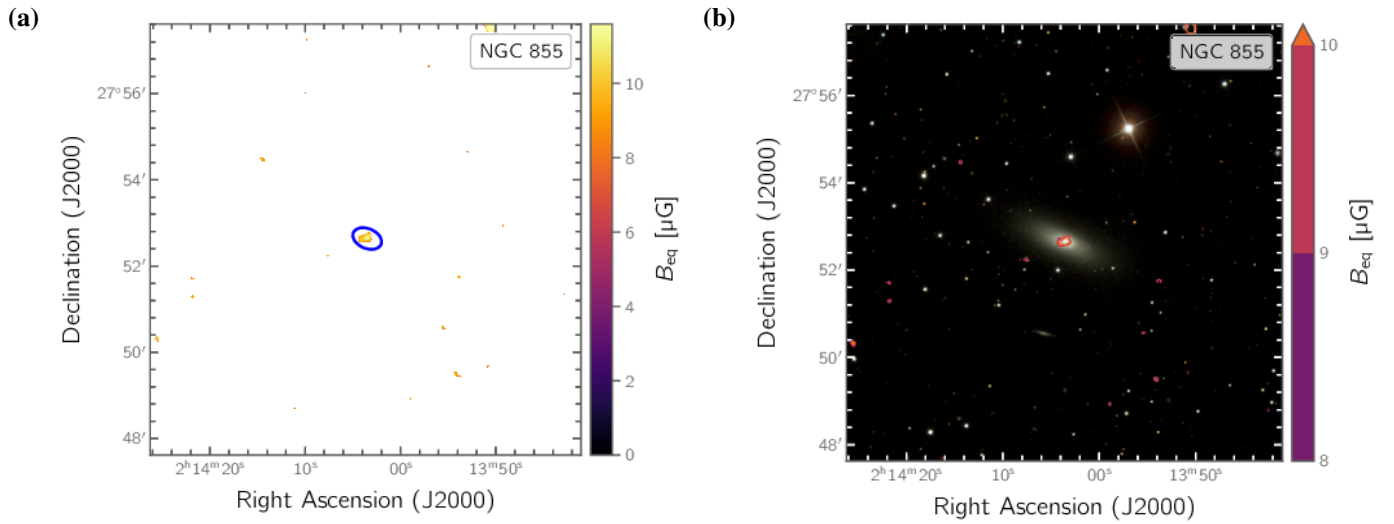 (a)
NGC 855
27°56′
54′
52′
50′
48′
2ʰ14ᵐ20ˢ
10ˢ
00ˢ
13ᵐ50ˢ
Declination (J2000)
Right Ascension (J2000)
10
8
6
4
2
0
B_eq [µG]
(b)
NGC 855
27°56′
54′
52′
50′
48′
2ʰ14ᵐ20ˢ
10ˢ
00ˢ
13ᵐ50ˢ
Declination (J2000)
Right Ascension (J2000)
10
9
8
B_eq [µG]